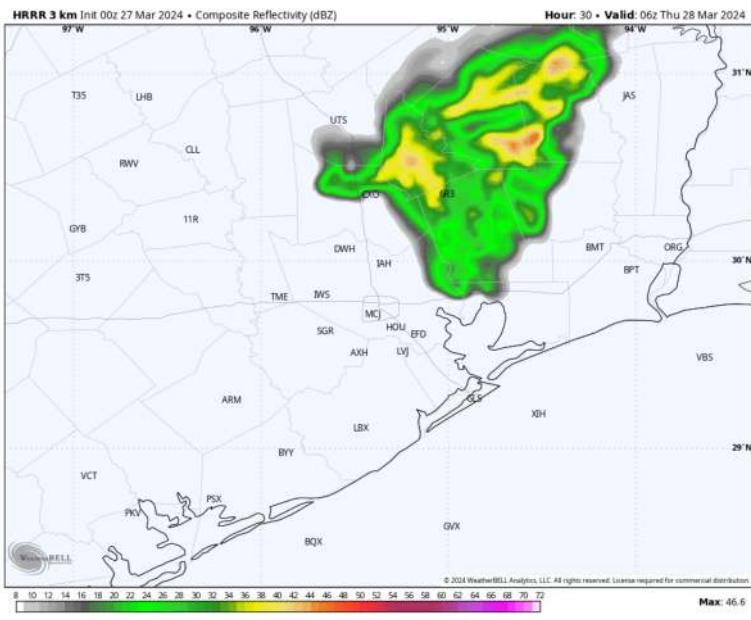 HRRR 3 km Init 00z 27 Mar 2024 • Composite Reflectivity (dBZ) Hour: 30 • Valid: 06z Thu 28 Mar 2024
97°W 96°W 95°W 94°W
31°N
T35 LHB JAS
UTS
CLL
RWV
CXO 6R3
11R
GYB
DWH BMT ORG
30°N
IAH
3T5 BPT
TME IWS
MCJ
SGR HOU EFD
AXH LVJ VBS
ARM GLS
XIH
LBX
29°N
BYY
VCT
PSX
PKV
GVX
BQX
WeatherBELL
© 2024 WeatherBELL Analytics, LLC. All rights reserved. License required for commercial distribution
8 10 12 14 16 18 20 22 24 26 28 30 32 34 36 38 40 42 44 46 48 50 52 54 56 58 60 62 64 66 68 70 72
Max: 46.6